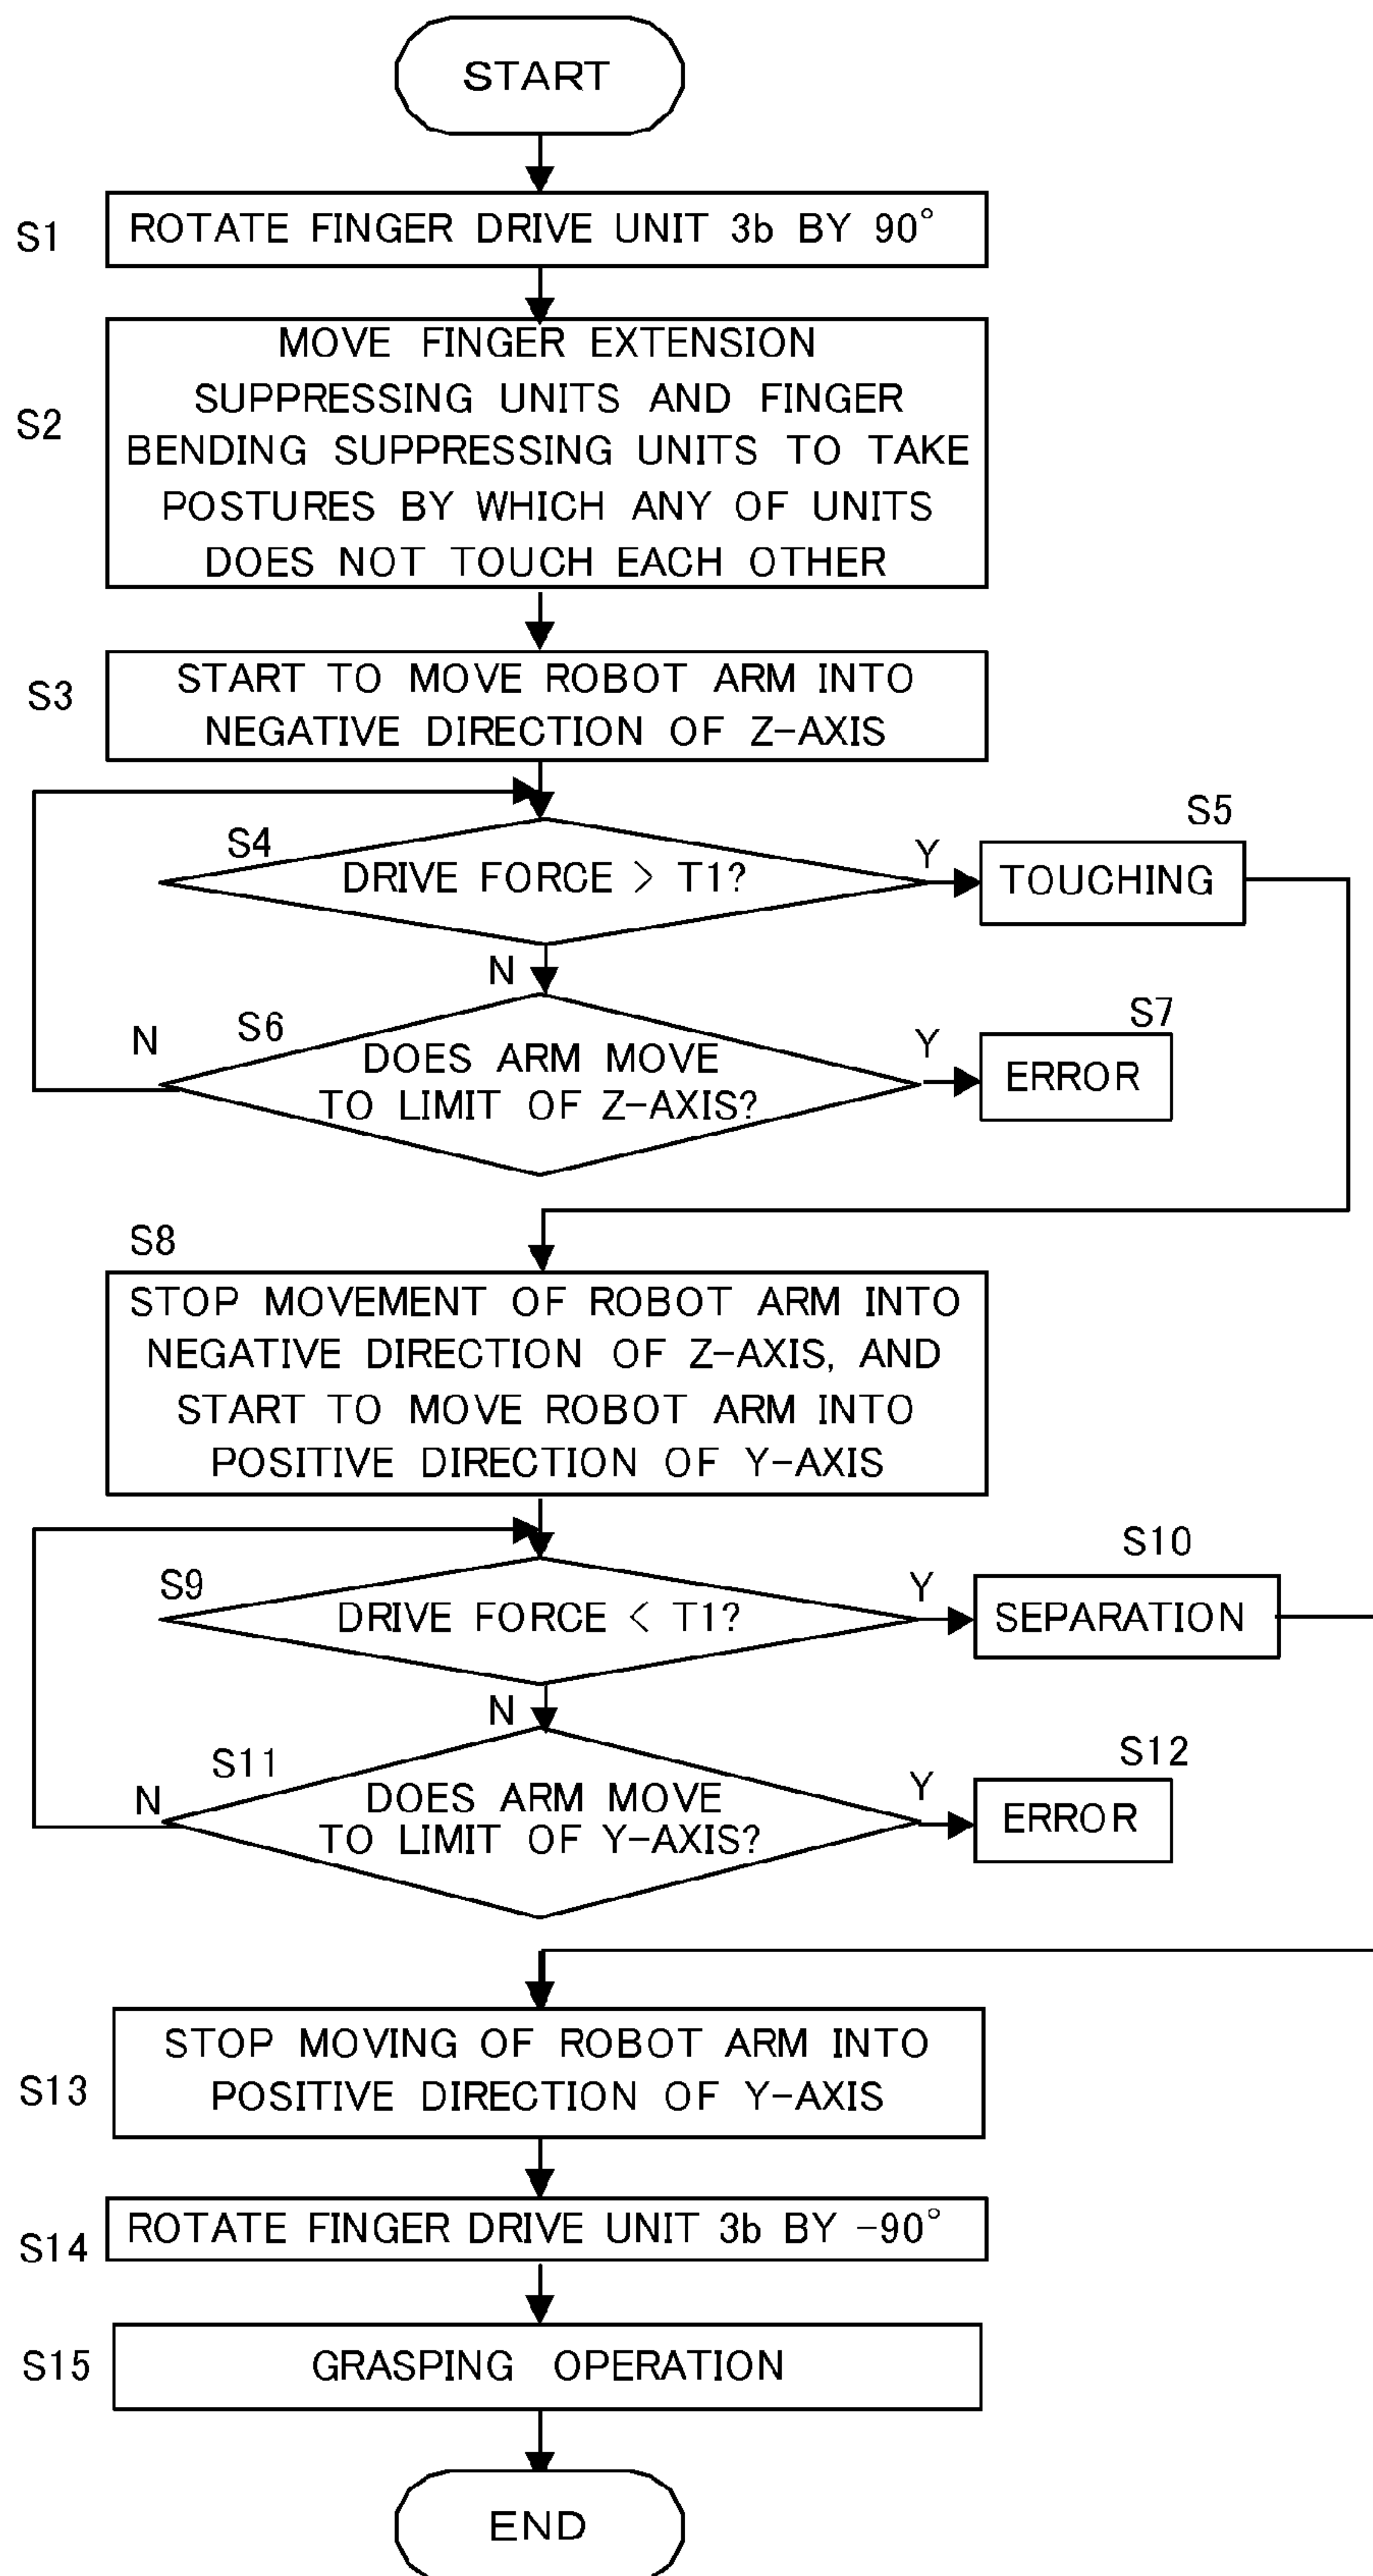 START
S1
ROTATE FINGER DRIVE UNIT 3b BY 90°
S2
MOVE FINGER EXTENSION
SUPPRESSING UNITS AND FINGER
BENDING SUPPRESSING UNITS TO TAKE
POSTURES BY WHICH ANY OF UNITS
DOES NOT TOUCH EACH OTHER
S3
START TO MOVE ROBOT ARM INTO
NEGATIVE DIRECTION OF Z-AXIS
S4
DRIVE FORCE > T1?
Y
S5
TOUCHING
N
S6
N
DOES ARM MOVE
TO LIMIT OF Z-AXIS?
Y
S7
ERROR
S8
STOP MOVEMENT OF ROBOT ARM INTO
NEGATIVE DIRECTION OF Z-AXIS, AND
START TO MOVE ROBOT ARM INTO
POSITIVE DIRECTION OF Y-AXIS
S9
DRIVE FORCE < T1?
Y
S10
SEPARATION
N
S11
N
DOES ARM MOVE
TO LIMIT OF Y-AXIS?
Y
S12
ERROR
S13
STOP MOVING OF ROBOT ARM INTO
POSITIVE DIRECTION OF Y-AXIS
S14
ROTATE FINGER DRIVE UNIT 3b BY -90°
S15
GRASPING OPERATION
END